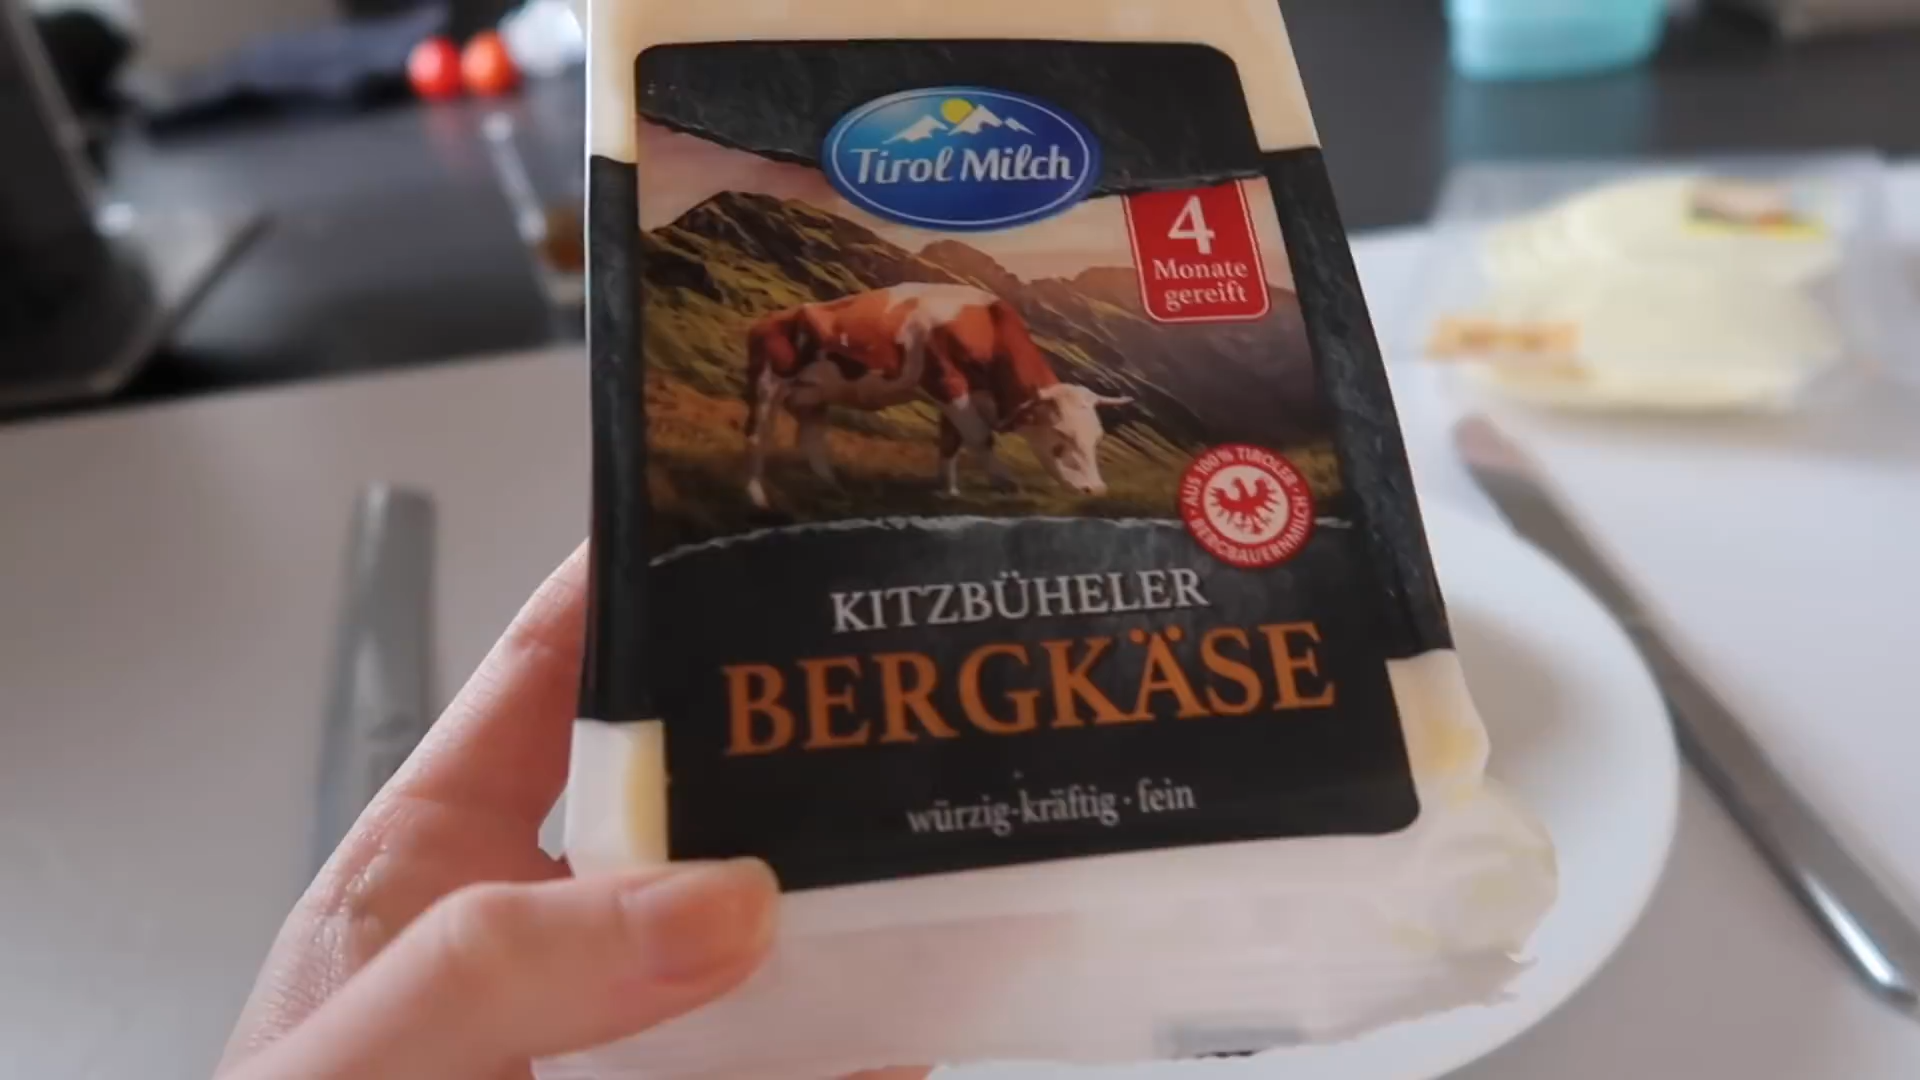 Tirol Milch
4
Monate
gereift
AUS 100% TIROLER
BERGBAUERNMILCH
KITZBÜHELER
BERGKÄSE
würzig-kräftig · fein